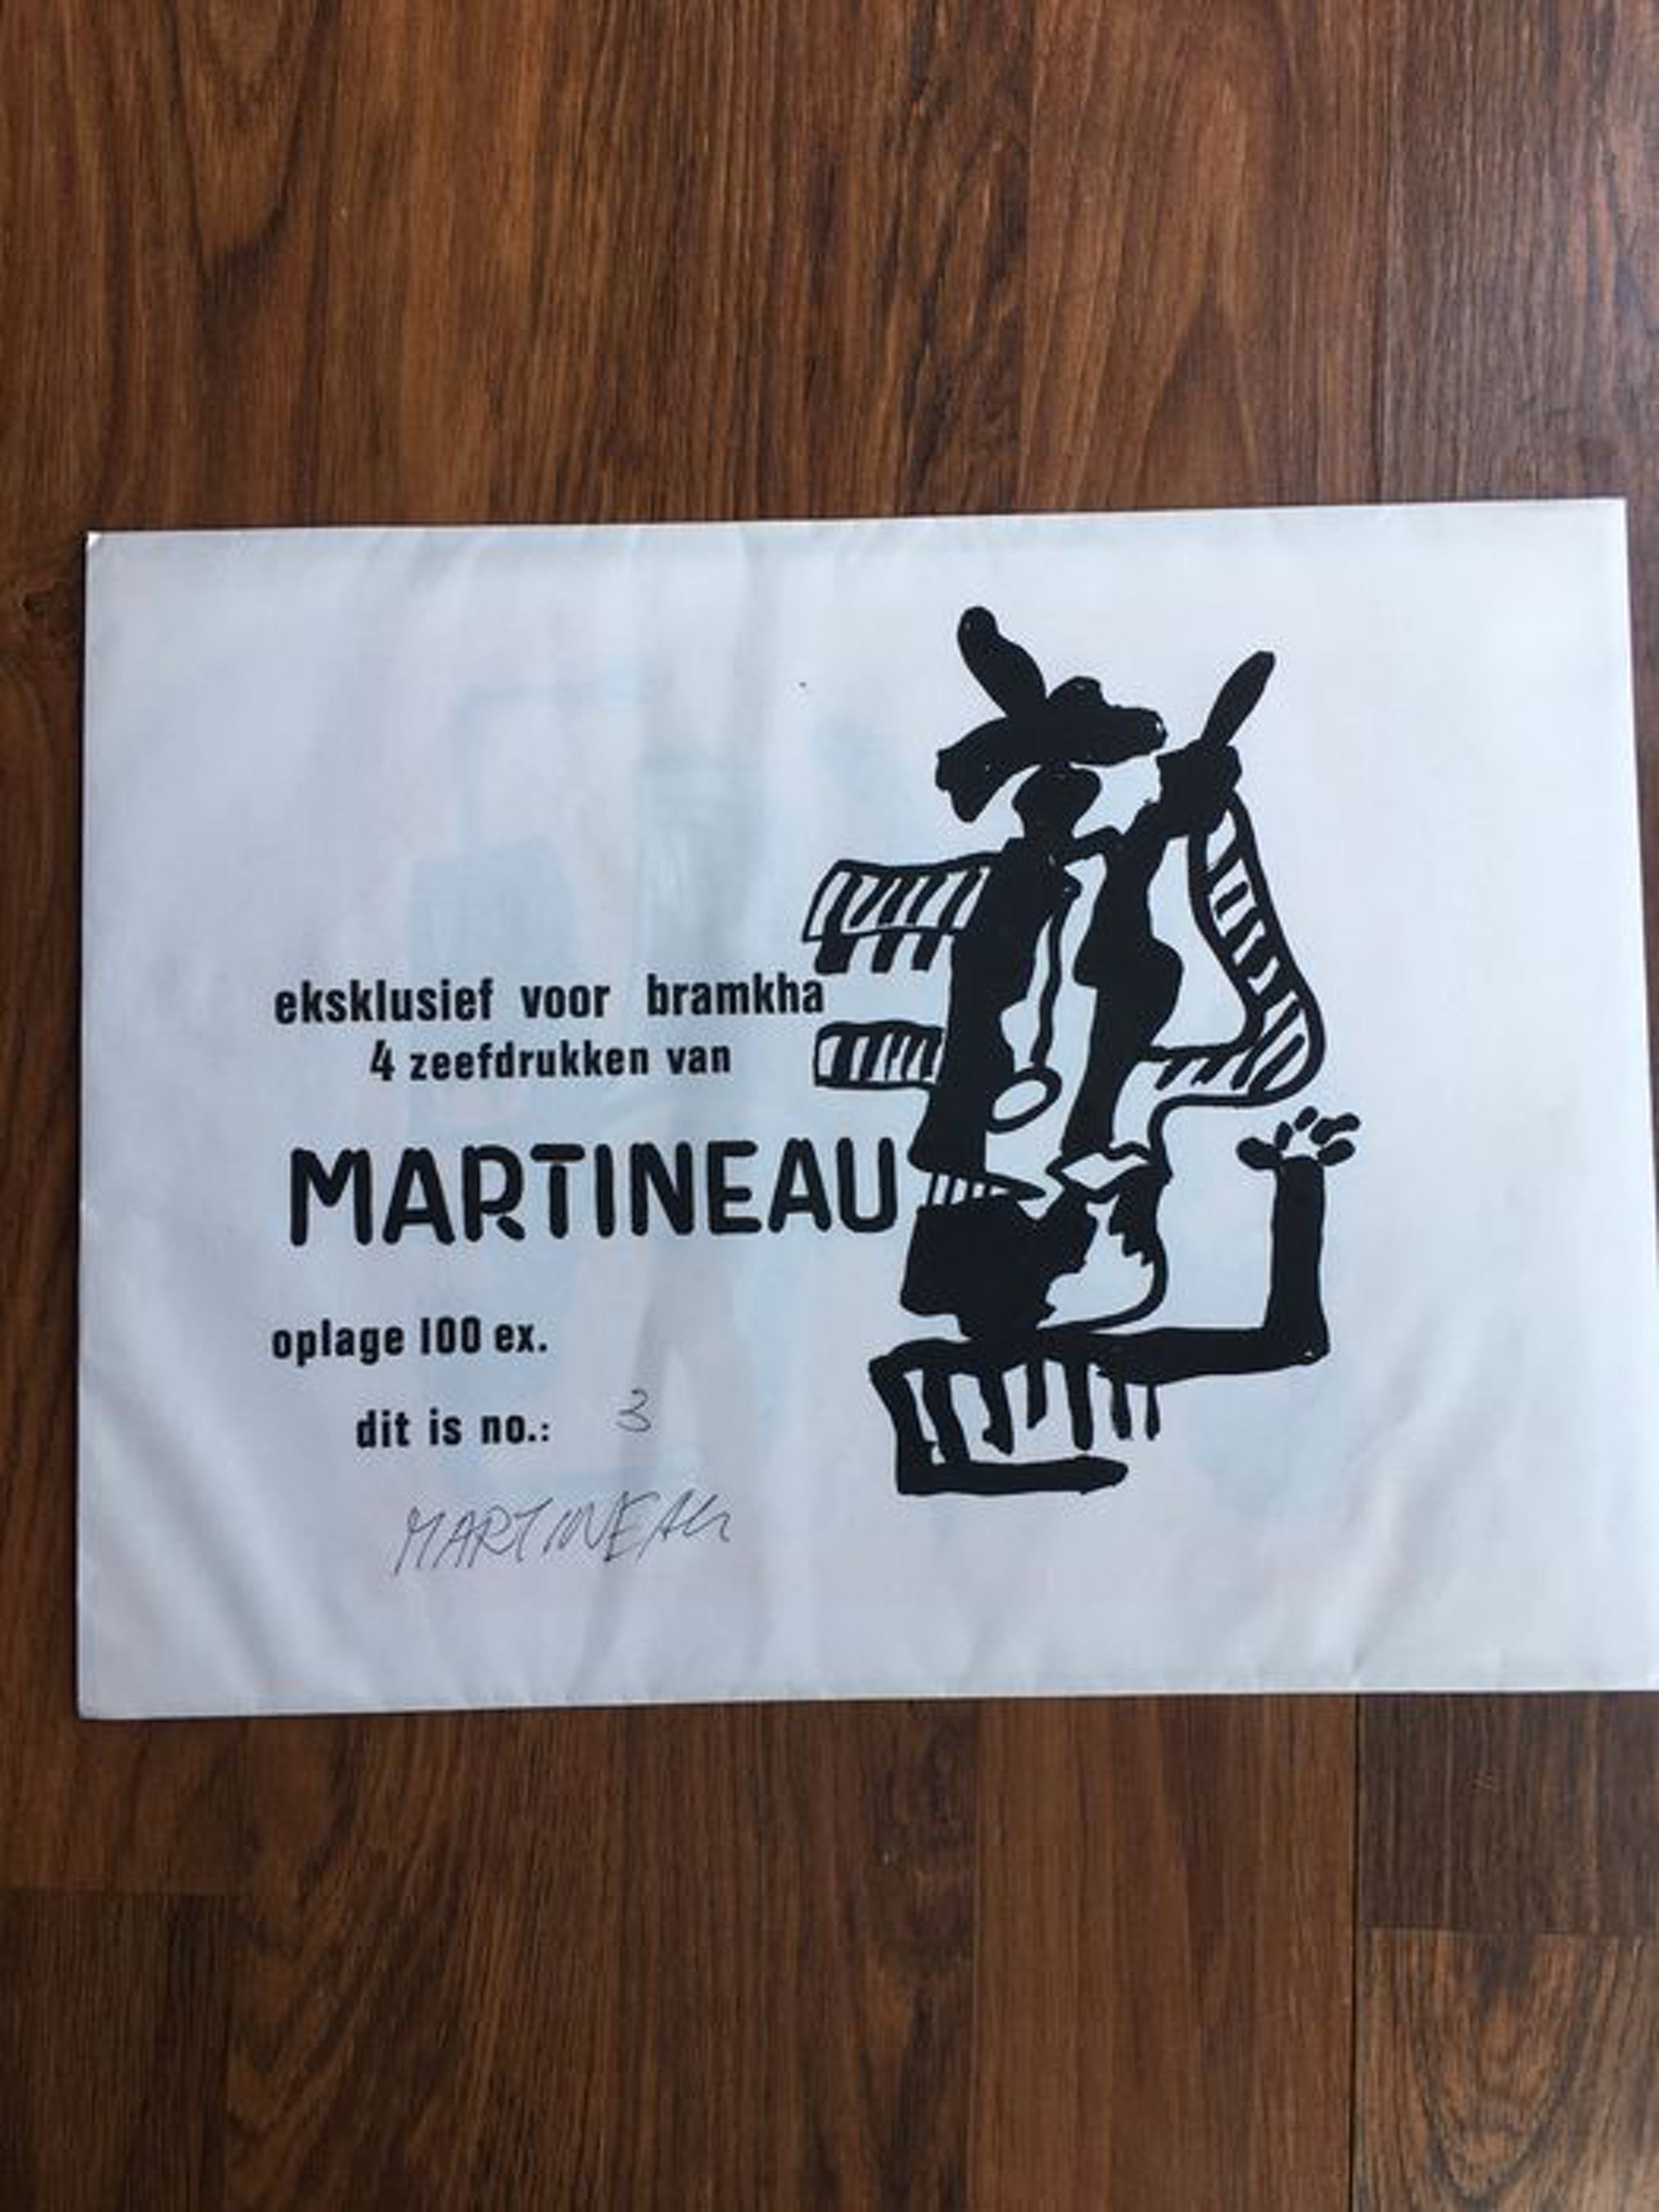 eksklusief voor bramkha
4 zeefdrukken van
MARTINEAU
oplage 100 ex.
dit is no.: 3
MARTINEAU